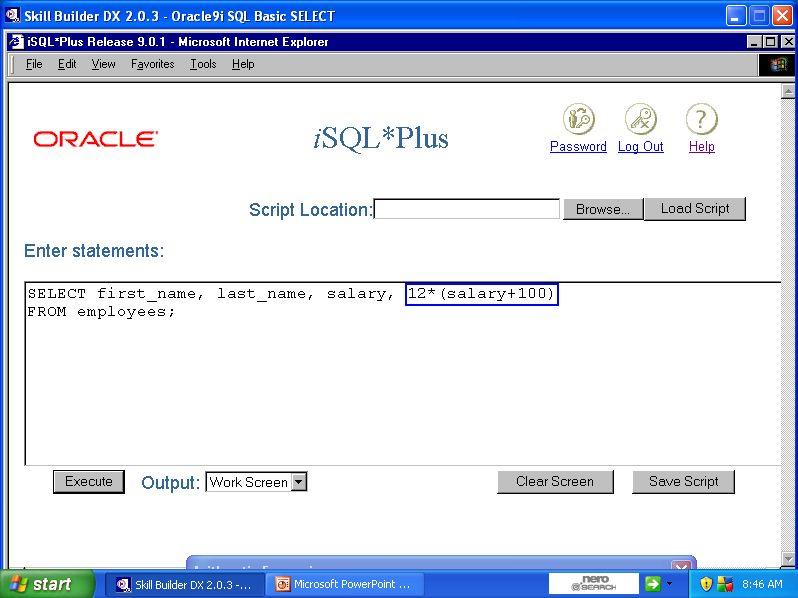 Skill Builder DX 2.0.3 - Oracle9i SQL Basic SELECT
iSQL*Plus Release 9.0.1 - Microsoft Internet Explorer
File Edit View Favorites Tools Help
ORACLE
iSQL*Plus
Password Log Out Help
Script Location: Browse... Load Script
Enter statements:
SELECT first_name, last_name, salary, 12*(salary+100)
FROM employees;
Execute Output: Work Screen Clear Screen Save Script
start Skill Builder DX 2.0.3 -... Microsoft PowerPoint ... nero @SEARCH 8:46 AM